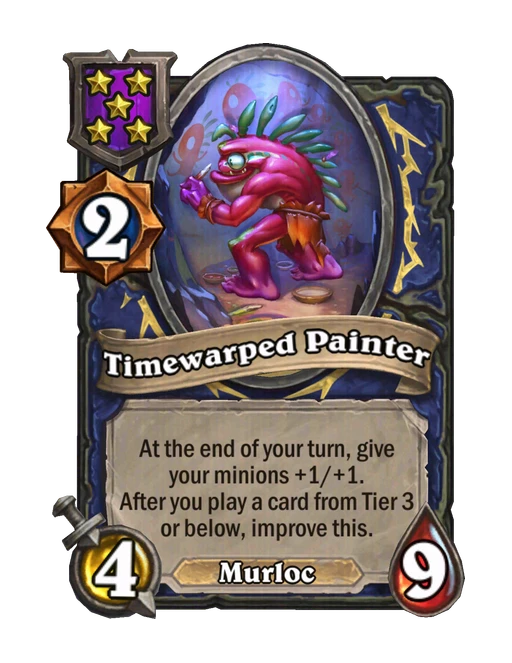 2
Timewarped Painter
At the end of your turn, give
your minions +1/+1.
After you play a card from Tier 3
or below, improve this.
4
Murloc
9